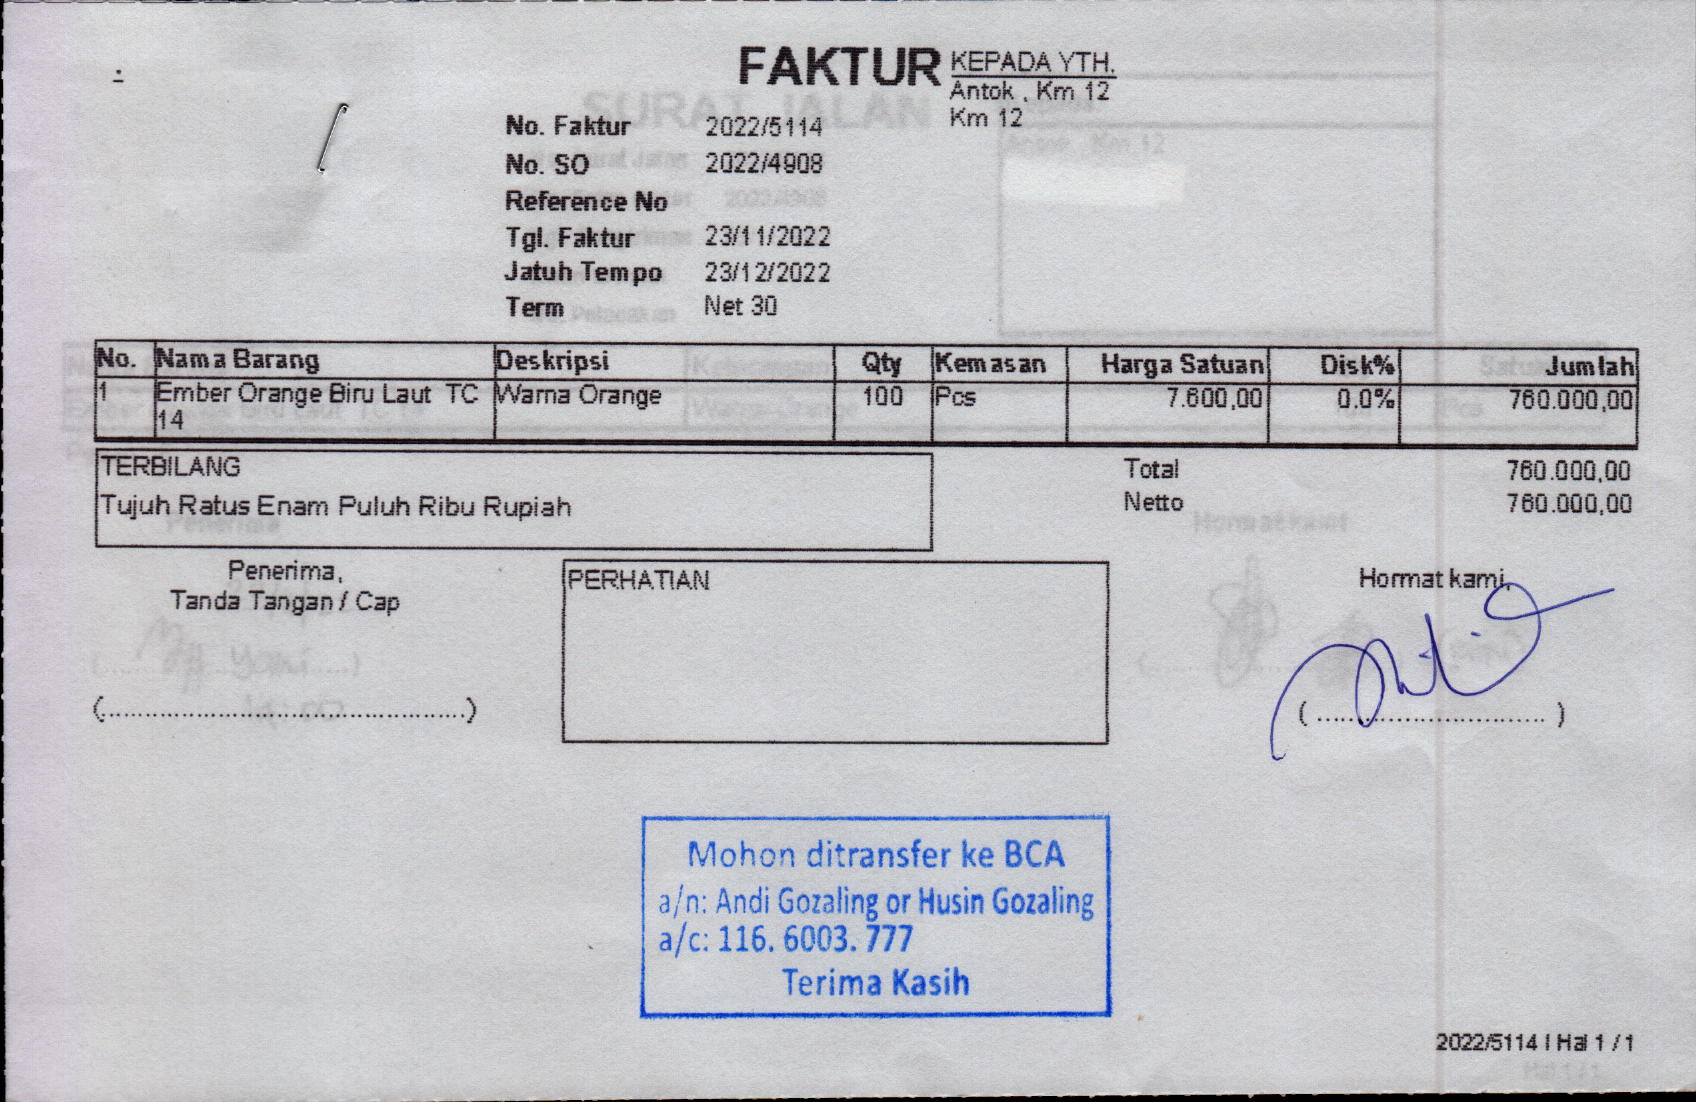 FAKTUR
KEPADA YTH.
Antok , Km 12
Km 12
No. Faktur 2022/5114
No. SO 2022/4908
Reference No
Tgl. Faktur 23/11/2022
Jatuh Tempo 23/12/2022
Term Net 30
No. Nama Barang Deskripsi Qty Kemasan Harga Satuan Disk% Jumlah
1 Ember Orange Biru Laut TC Warna Orange 100 Pcs 7.600,00 0,0% 760.000,00
14
TERBILANG
Tujuh Ratus Enam Puluh Ribu Rupiah
Total 760.000,00
Netto 760.000,00
Penerima,
Tanda Tangan / Cap
PERHATIAN
Hormat kami,
Mohon ditransfer ke BCA
a/n: Andi Gozaling or Husin Gozaling
a/c: 116. 6003. 777
Terima Kasih
2022/5114 | Hal 1 / 1